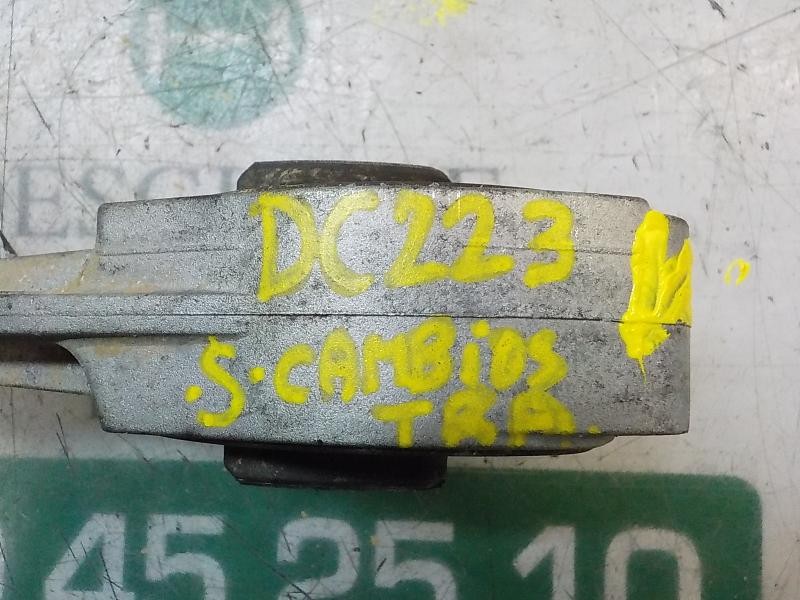 DC223
.S.CAMBiOS
TRA.
45 25 10